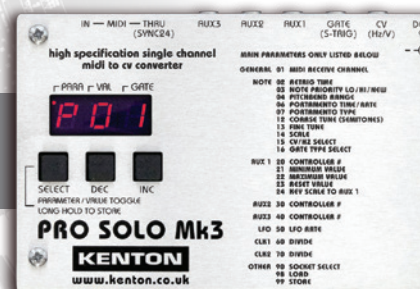 IN — MIDI — THRU
(SYNC24)
AUX3
AUX2
AUX1
GATE
(S-TRIG)
CV
(Hz/V)
high specification single channel
midi to cv converter
PARA
VAL
GATE
P01
SELECT
DEC
INC
PARAMETER / VALUE TOGGLE
LONG HOLD TO STORE
PRO SOLO Mk3
KENTON
www.kenton.co.uk
MAIN PARAMETERS ONLY LISTED BELOW
GENERAL 01 MIDI RECEIVE CHANNEL
NOTE 02 RETRIG TIME
03 NOTE PRIORITY LO/HI/NEW
04 PITCHBEND RANGE
06 PORTAMENTO TIME/RATE
07 PORTAMENTO TYPE
12 COARSE TUNE (SEMITONES)
13 FINE TUNE
14 SCALE
15 CV/HZ SELECT
16 GATE TYPE SELECT
AUX 1 20 CONTROLLER #
21 MINIMUM VALUE
22 MAXIMUM VALUE
23 RESET VALUE
24 KEY SCALE TO AUX 1
AUX2 30 CONTROLLER #
AUX3 40 CONTROLLER #
LFO 50 LFO RATE
CLK1 60 DIVIDE
CLK2 70 DIVIDE
OTHER 90 SOCKET SELECT
98 LOAD
99 STORE